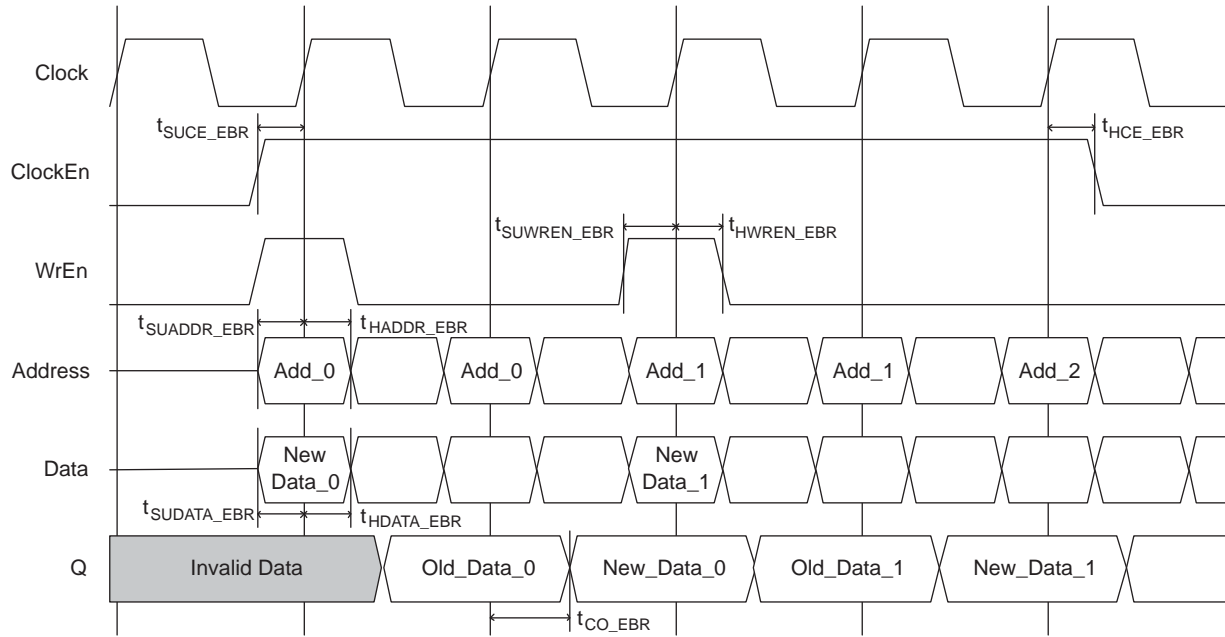 Clock
tSUCE_EBR
tHCE_EBR
ClockEn
tSUWREN_EBR
tHWREN_EBR
WrEn
tSUADDR_EBR
tHADDR_EBR
Address
Add_0
Add_0
Add_1
Add_1
Add_2
Data
New
Data_0
New
Data_1
tSUDATA_EBR
tHDATA_EBR
Q
Invalid Data
Old_Data_0
New_Data_0
Old_Data_1
New_Data_1
tCO_EBR